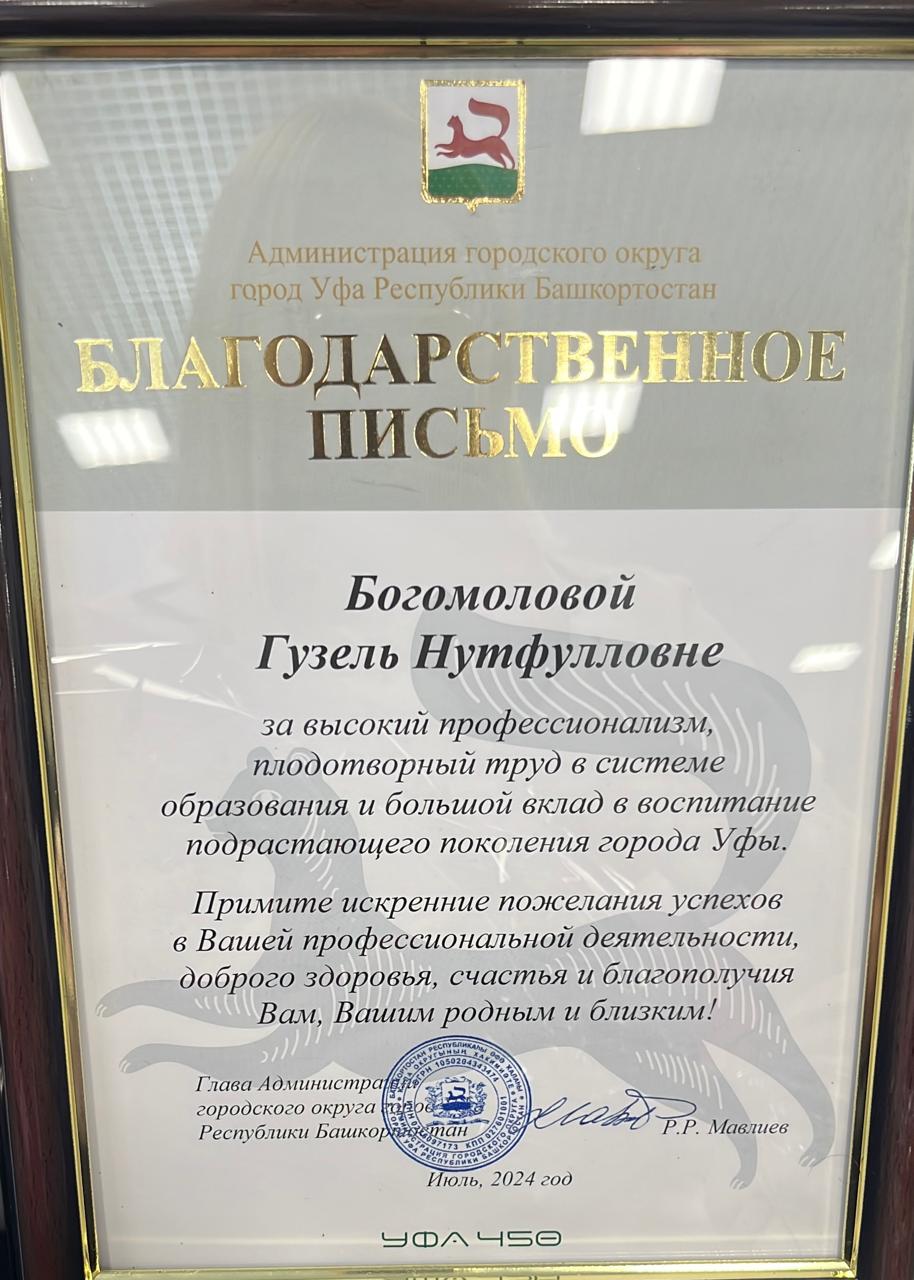 Администрация городского округа
город Уфа Республики Башкортостан
БЛАГОДАРСТВЕННОЕ
ПИСЬМО
Богомоловой
Гузель Нутфулловне
за высокий профессионализм,
плодотворный труд в системе
образования и большой вклад в воспитание
подрастающего поколения города Уфы.
Примите искренние пожелания успехов
в Вашей профессиональной деятельности,
доброго здоровья, счастья и благополучия
Вам, Вашим родным и близким!
Глава Администрации
городского округа город
Республики Башкортостан
Р.Р. Мавлиев
Июль, 2024 год
УФА 450